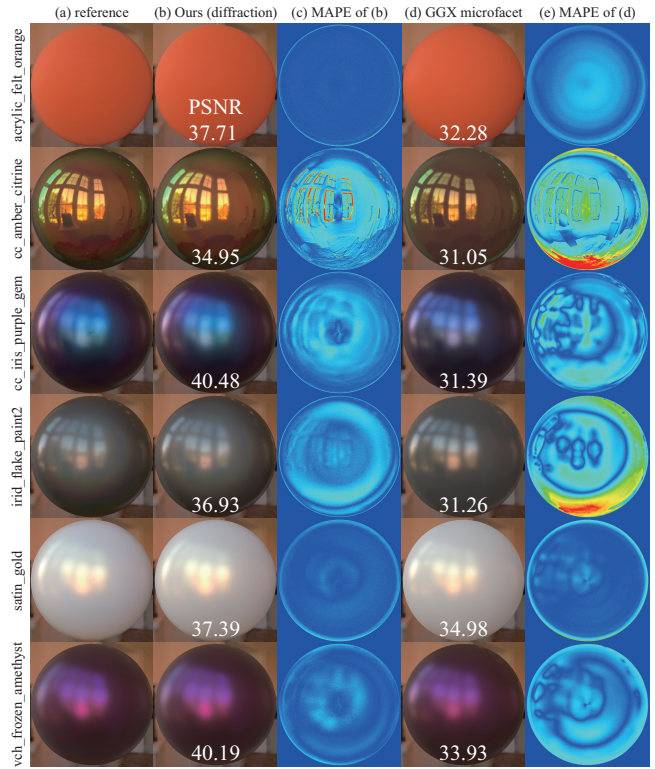 (a) reference (b) Ours (diffraction) (c) MAPE of (b) (d) GGX microfacet (e) MAPE of (d)
acrylic_felt_orange
PSNR
37.71 32.28
cc_amber_citrine
34.95 31.05
cc_iris_purple_gem
40.48 31.39
irid_flake_paint2
36.93 31.26
satin_gold
37.39 34.98
vch_frozen_amethyst
40.19 33.93